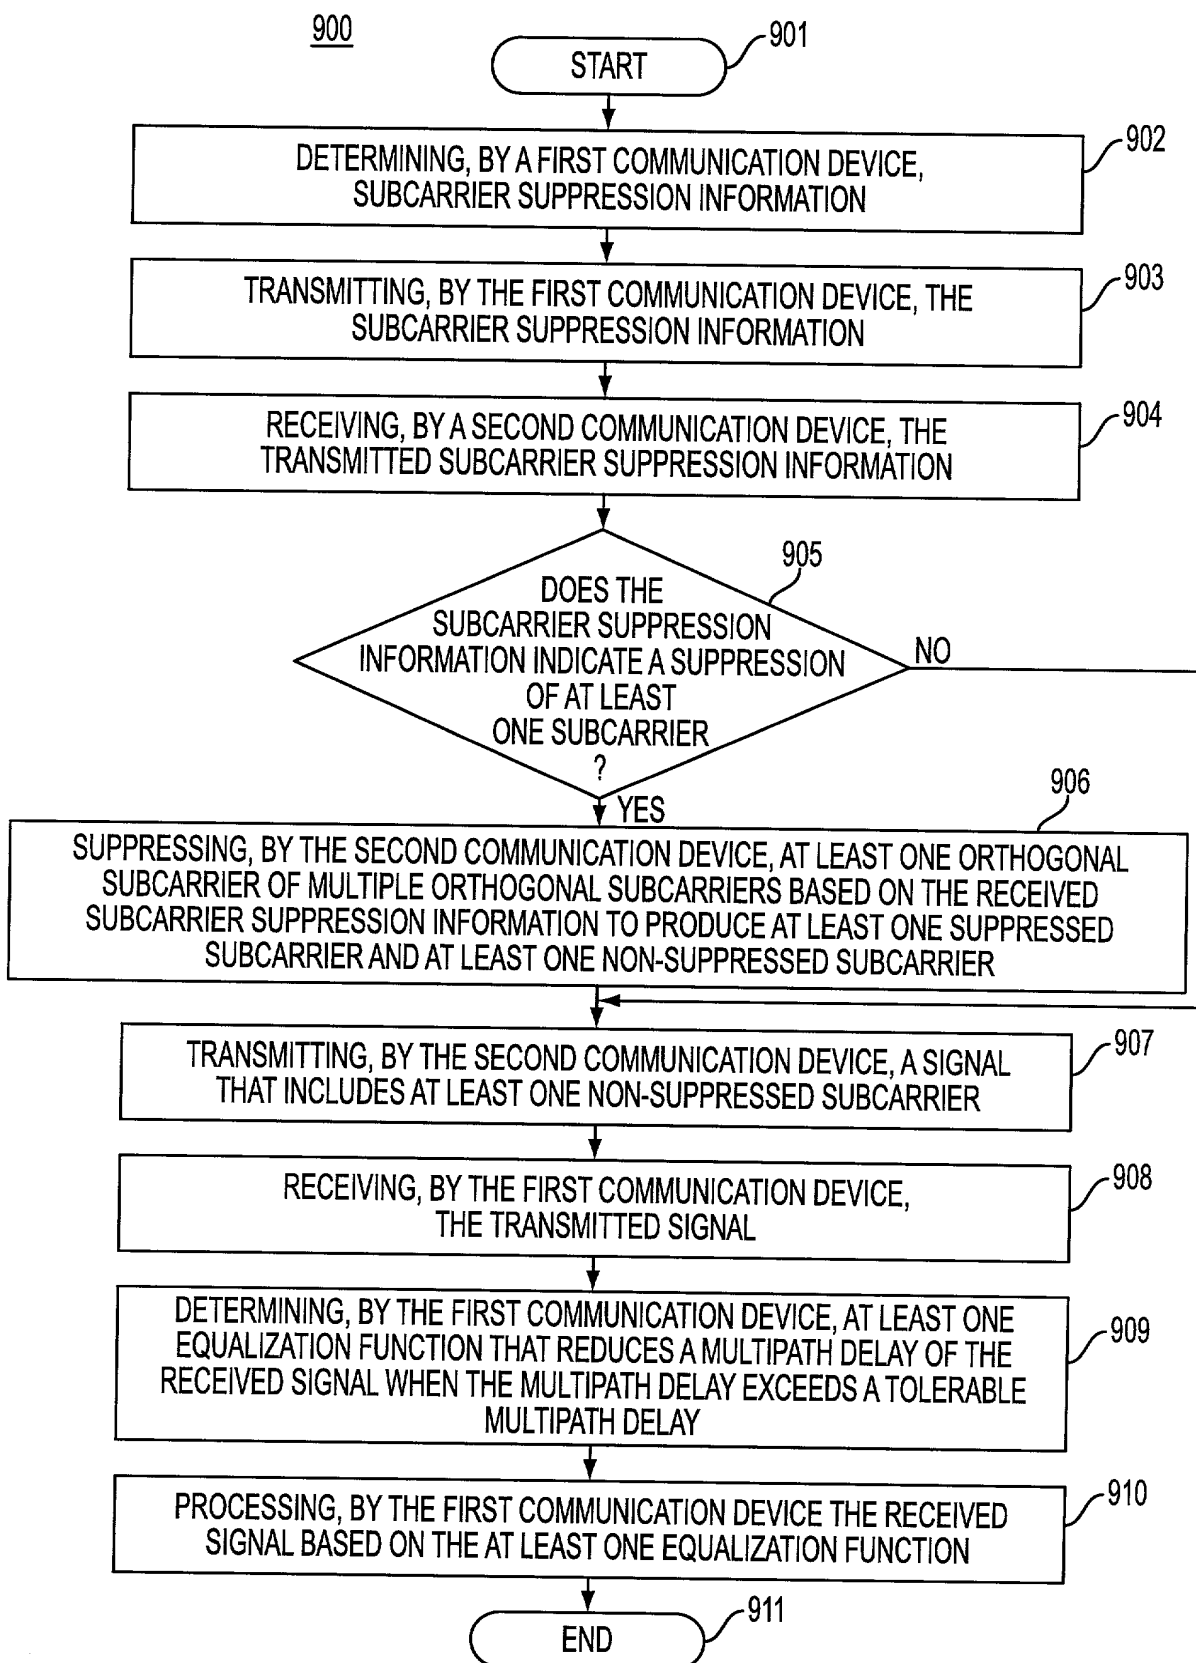 900
START
901
DETERMINING, BY A FIRST COMMUNICATION DEVICE,
SUBCARRIER SUPPRESSION INFORMATION
902
TRANSMITTING, BY THE FIRST COMMUNICATION DEVICE, THE
SUBCARRIER SUPPRESSION INFORMATION
903
RECEIVING, BY A SECOND COMMUNICATION DEVICE, THE
TRANSMITTED SUBCARRIER SUPPRESSION INFORMATION
904
905
DOES THE
SUBCARRIER SUPPRESSION
INFORMATION INDICATE A SUPPRESSION
OF AT LEAST
ONE SUBCARRIER
?
NO
YES
906
SUPPRESSING, BY THE SECOND COMMUNICATION DEVICE, AT LEAST ONE ORTHOGONAL
SUBCARRIER OF MULTIPLE ORTHOGONAL SUBCARRIERS BASED ON THE RECEIVED
SUBCARRIER SUPPRESSION INFORMATION TO PRODUCE AT LEAST ONE SUPPRESSED
SUBCARRIER AND AT LEAST ONE NON-SUPPRESSED SUBCARRIER
TRANSMITTING, BY THE SECOND COMMUNICATION DEVICE, A SIGNAL
THAT INCLUDES AT LEAST ONE NON-SUPPRESSED SUBCARRIER
907
RECEIVING, BY THE FIRST COMMUNICATION DEVICE,
THE TRANSMITTED SIGNAL
908
DETERMINING, BY THE FIRST COMMUNICATION DEVICE, AT LEAST ONE
EQUALIZATION FUNCTION THAT REDUCES A MULTIPATH DELAY OF THE
RECEIVED SIGNAL WHEN THE MULTIPATH DELAY EXCEEDS A TOLERABLE
MULTIPATH DELAY
909
PROCESSING, BY THE FIRST COMMUNICATION DEVICE THE RECEIVED
SIGNAL BASED ON THE AT LEAST ONE EQUALIZATION FUNCTION
910
END
911